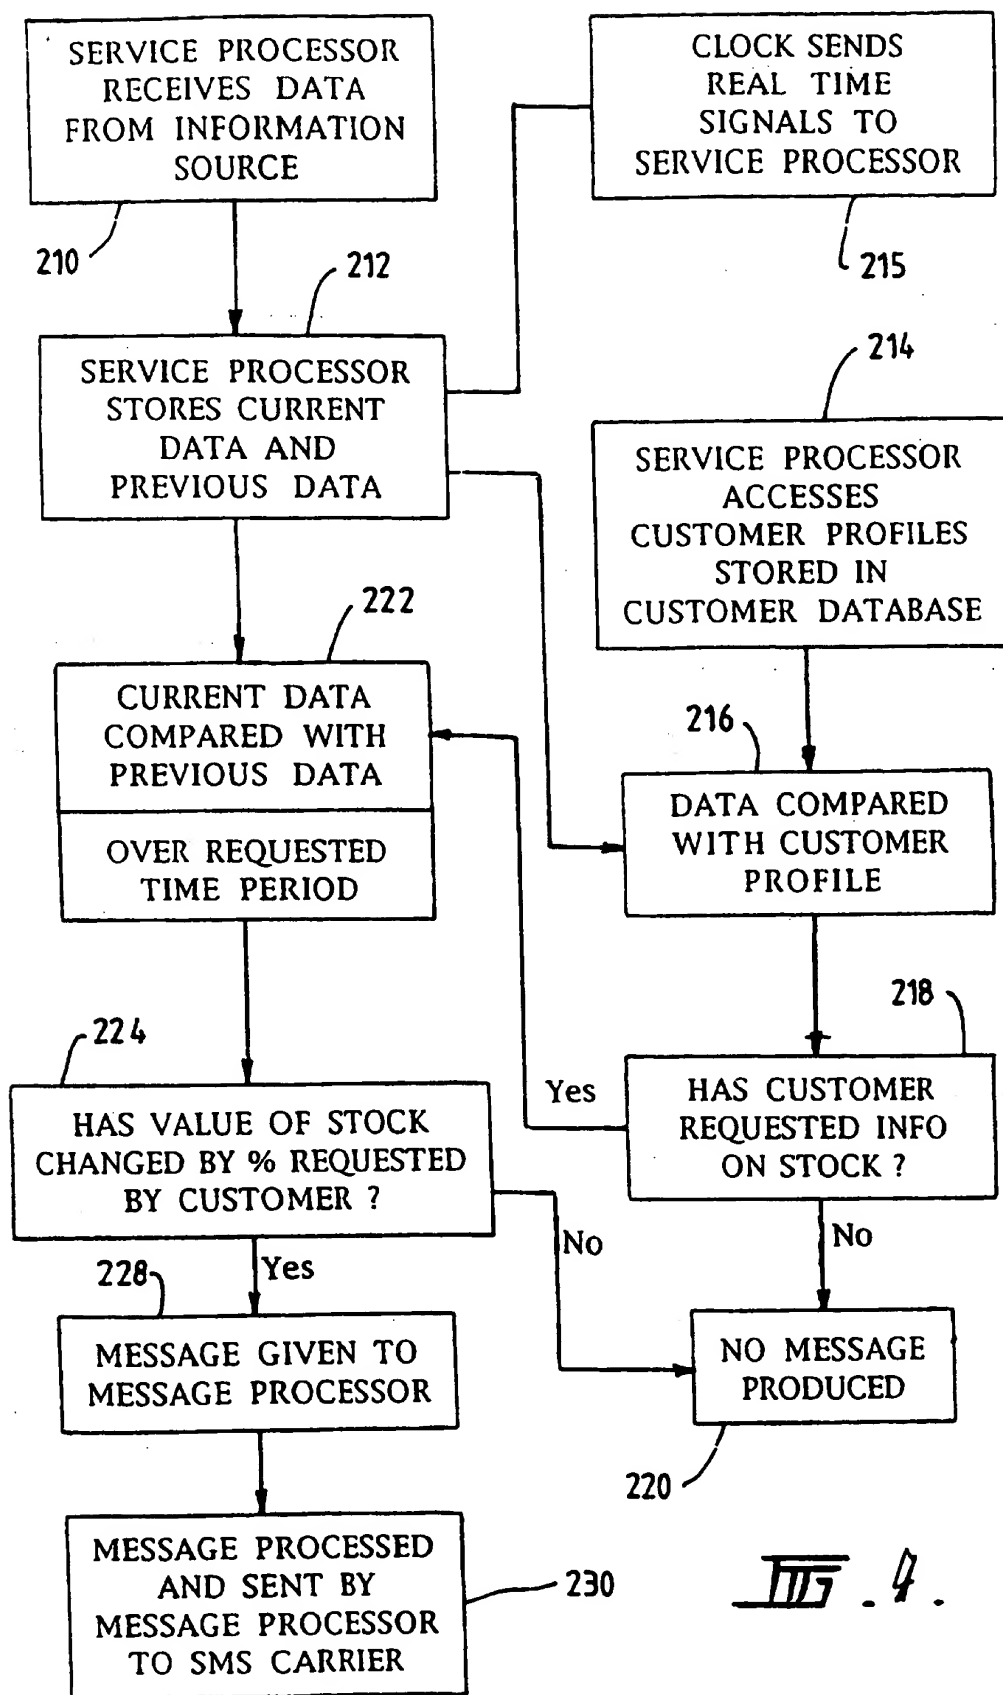 SERVICE PROCESSOR
RECEIVES DATA
FROM INFORMATION
SOURCE
210
CLOCK SENDS
REAL TIME
SIGNALS TO
SERVICE PROCESSOR
215
212
SERVICE PROCESSOR
STORES CURRENT
DATA AND
PREVIOUS DATA
214
SERVICE PROCESSOR
ACCESSES
CUSTOMER PROFILES
STORED IN
CUSTOMER DATABASE
222
CURRENT DATA
COMPARED WITH
PREVIOUS DATA
OVER REQUESTED
TIME PERIOD
216
DATA COMPARED
WITH CUSTOMER
PROFILE
218
HAS CUSTOMER
REQUESTED INFO
ON STOCK ?
Yes
No
224
HAS VALUE OF STOCK
CHANGED BY % REQUESTED
BY CUSTOMER ?
No
Yes
228
MESSAGE GIVEN TO
MESSAGE PROCESSOR
NO MESSAGE
PRODUCED
220
MESSAGE PROCESSED
AND SENT BY
MESSAGE PROCESSOR
TO SMS CARRIER
230
FIG. 4.